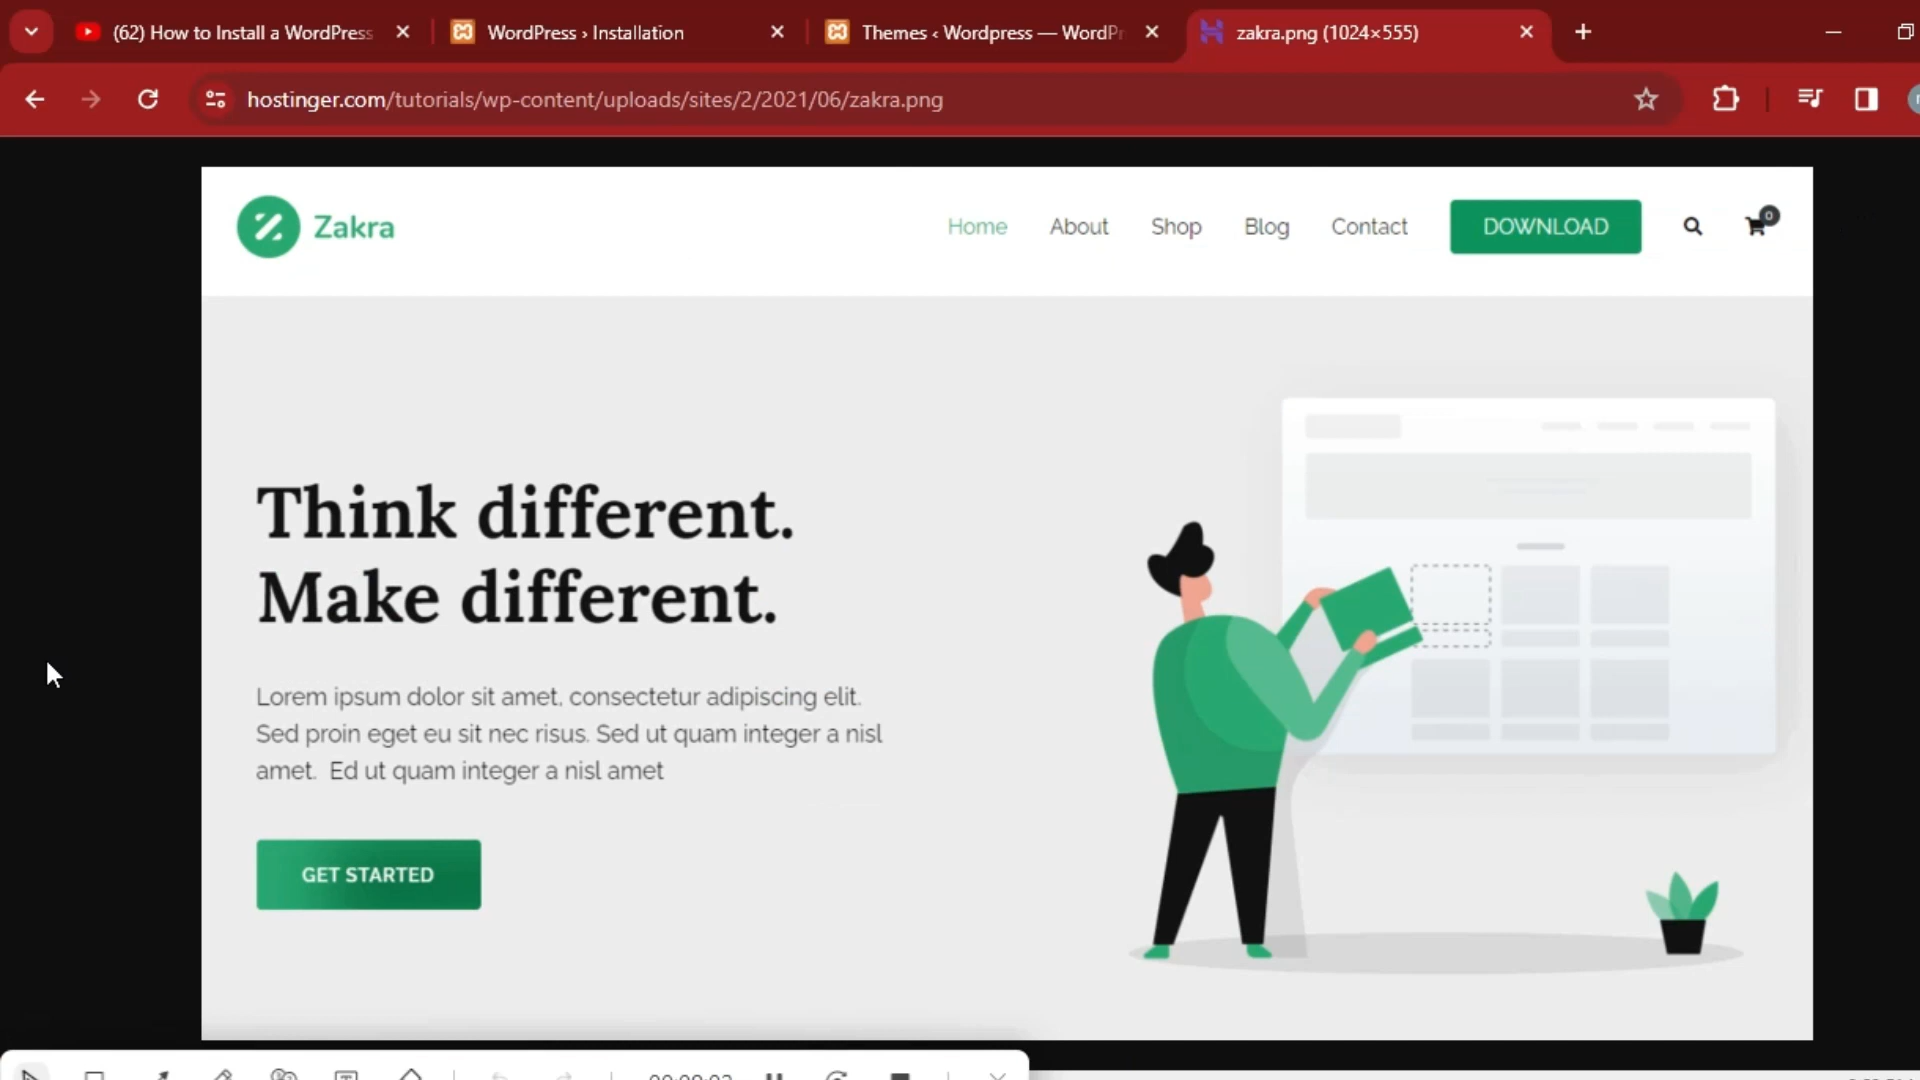 (62) How to Install a WordPress
WordPress › Installation
Themes ‹ Wordpress — WordPr
zakra.png (1024×555)
hostinger.com/tutorials/wp-content/uploads/sites/2/2021/06/zakra.png
Zakra
Home
About
Shop
Blog
Contact
DOWNLOAD
0
Think different.
Make different.
Lorem ipsum dolor sit amet, consectetur adipiscing elit.
Sed proin eget eu sit nec risus. Sed ut quam integer a nisl
amet. Ed ut quam integer a nisl amet
GET STARTED